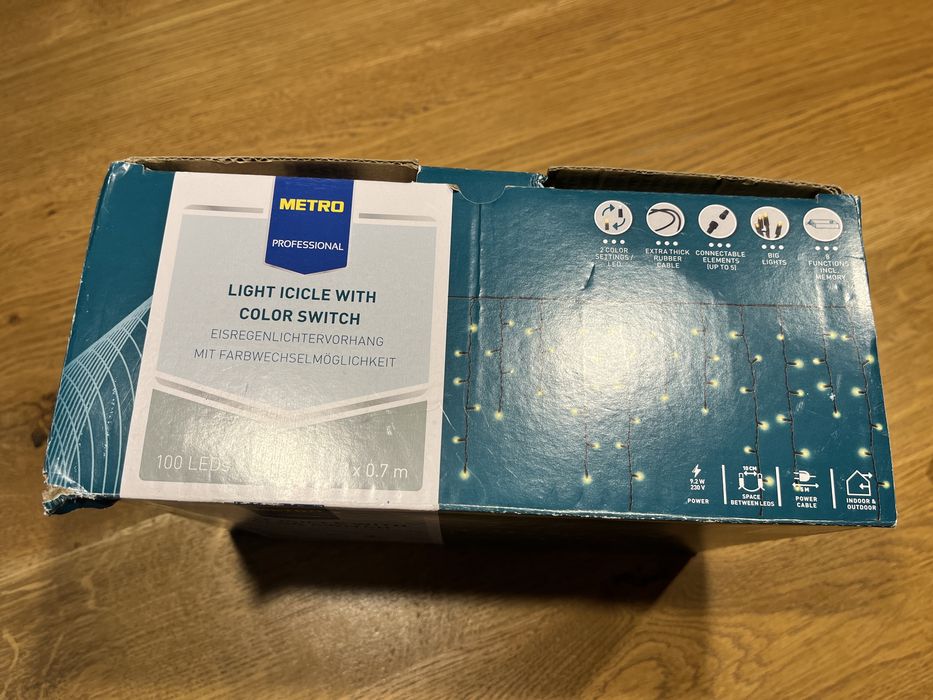 METRO
PROFESSIONAL
LIGHT ICICLE WITH
COLOR SWITCH
EISREGENLICHTERVORHANG
MIT FARBWECHSELMÖGLICHKEIT
100 LEDs
x 0.7 m
2 COLOR
SETTINGS /
LED
EXTRA THICK
RUBBER
CABLE
CONNECTABLE
ELEMENTS
(UP TO 5)
BIG
LIGHTS
8
FUNCTIONS
INCL.
MEMORY
9.2 W
230 V
POWER
10 CM
SPACE
BETWEEN LEDS
POWER
CABLE
INDOOR &
OUTDOOR